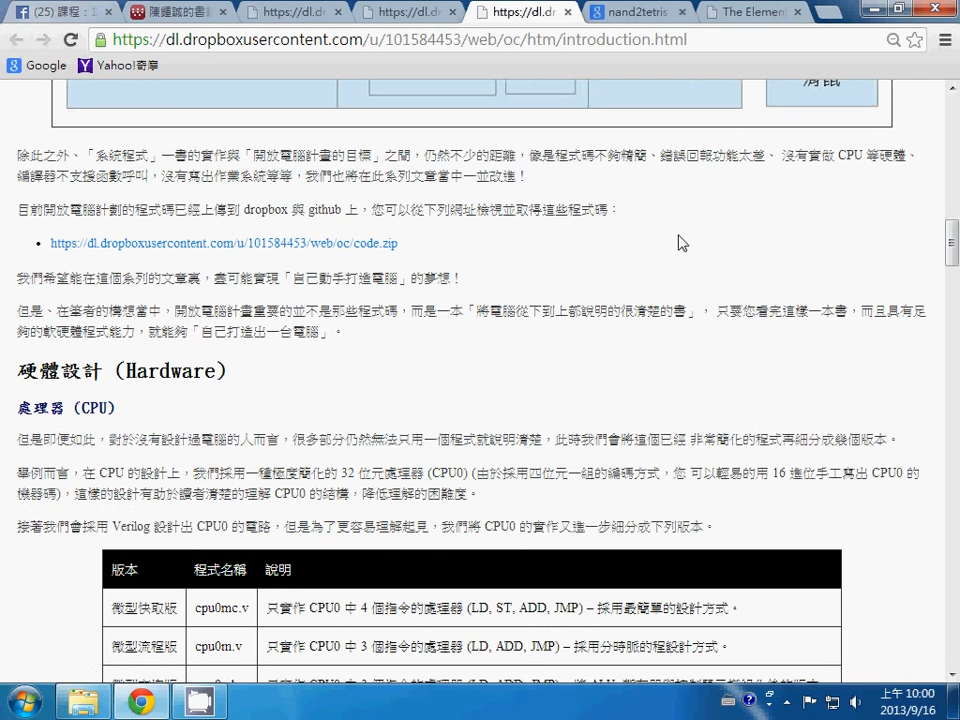 (25) 課程：1
陳鍾誠的書
https://dl.dr
https://dl.dr
https://dl.dr
nand2tetris
The Elemen
https://dl.dropboxusercontent.com/u/101584453/web/oc/htm/introduction.html
Google
Yahoo!奇摩
滑鼠
除此之外、「系統程式」一書的實作與「開放電腦計畫的目標」之間，仍然不少的距離，像是程式碼不夠精簡、錯誤回報功能太差、 沒有實做 CPU 等硬體、
編譯器不支援函數呼叫，沒有寫出作業系統等等，我們也將在此系列文章當中一並改進！
目前開放電腦計劃的程式碼已經上傳到 dropbox 與 github 上，您可以從下列網址檢視並取得這些程式碼：
• https://dl.dropboxusercontent.com/u/101584453/web/oc/code.zip
我們希望能在這個系列的文章裏，盡可能實現「自己動手打造電腦」的夢想！
但是、在筆者的構想當中，開放電腦計畫重要的並不是那些程式碼，而是一本「將電腦從下到上都說明的很清楚的書」， 只要您看完這樣一本書，而且具有足
夠的軟硬體程式能力，就能夠「自己打造出一台電腦」。
硬體設計 (Hardware)
處理器 (CPU)
但是即便如此，對於沒有設計過電腦的人而言，很多部分仍然無法只用一個程式就說明清楚，此時我們會將這個已經 非常簡化的程式再細分成幾個版本。
舉例而言，在 CPU 的設計上，我們採用一種極度簡化的 32 位元處理器 (CPU0) (由於採用四位元一組的編碼方式，您 可以輕易的用 16 進位手工寫出 CPU0 的
機器碼)，這樣的設計有助於讀者清楚的理解 CPU0 的結構，降低理解的困難度。
接著我們會採用 Verilog 設計出 CPU0 的電路，但是為了更容易理解起見，我們將 CPU0 的實作又進一步細分成下列版本。
版本 程式名稱 說明
微型快取版 cpu0mc.v 只實作 CPU0 中 4 個指令的處理器 (LD, ST, ADD, JMP) – 採用最簡單的設計方式。
微型流程版 cpu0m.v 只實作 CPU0 中 3 個指令的處理器 (LD, ADD, JMP) – 採用分時脈的程設計方式。
上午 10:00
2013/9/16